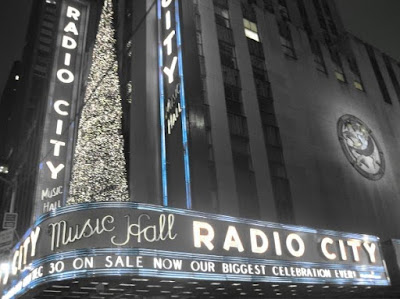 RADIO CITY
MUSIC
HALL
CITY
Music
Hall
CITY Music Hall RADIO CITY
30 ON SALE NOW OUR BIGGEST CELEBRATION EVER!